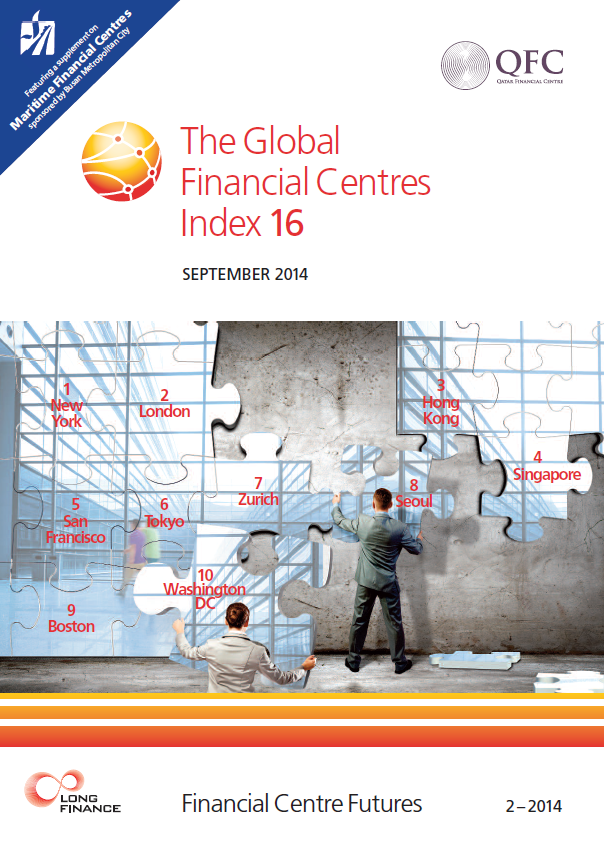 Featuring a supplement on
Maritime Financial Centres
sponsored by Busan Metropolitan City
QFC
QATAR FINANCIAL CENTRE
The Global
Financial Centres
Index 16
SEPTEMBER 2014
1
New
York
2
London
3
Hong
Kong
4
Singapore
5
San
Francisco
6
Tokyo
7
Zurich
8
Seoul
9
Boston
10
Washington
DC
LONG
FINANCE
Financial Centre Futures
2 – 2014